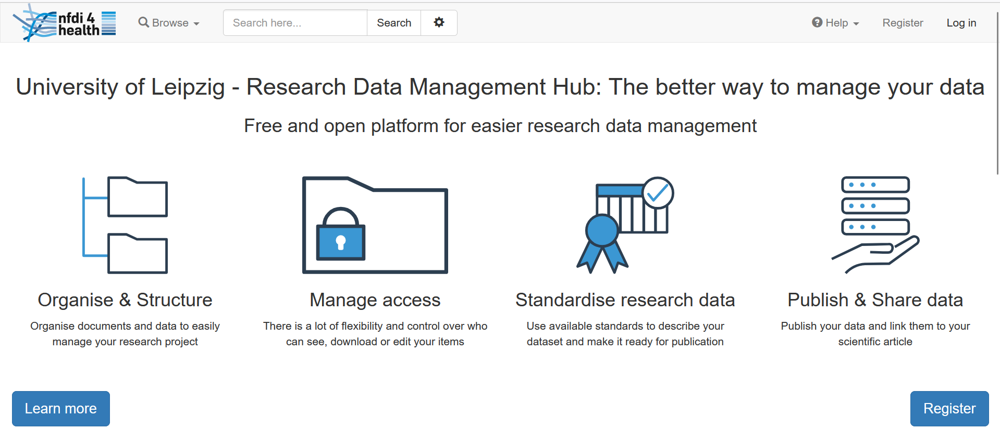 nfdi 4
health
Browse
Search here...
Search
Help
Register
Log in
University of Leipzig - Research Data Management Hub: The better way to manage your data
Free and open platform for easier research data management
Organise & Structure
Organise documents and data to easily
manage your research project
Manage access
There is a lot of flexibility and control over who
can see, download or edit your items
Standardise research data
Use available standards to describe your
dataset and make it ready for publication
Publish & Share data
Publish your data and link them to your
scientific article
Learn more
Register